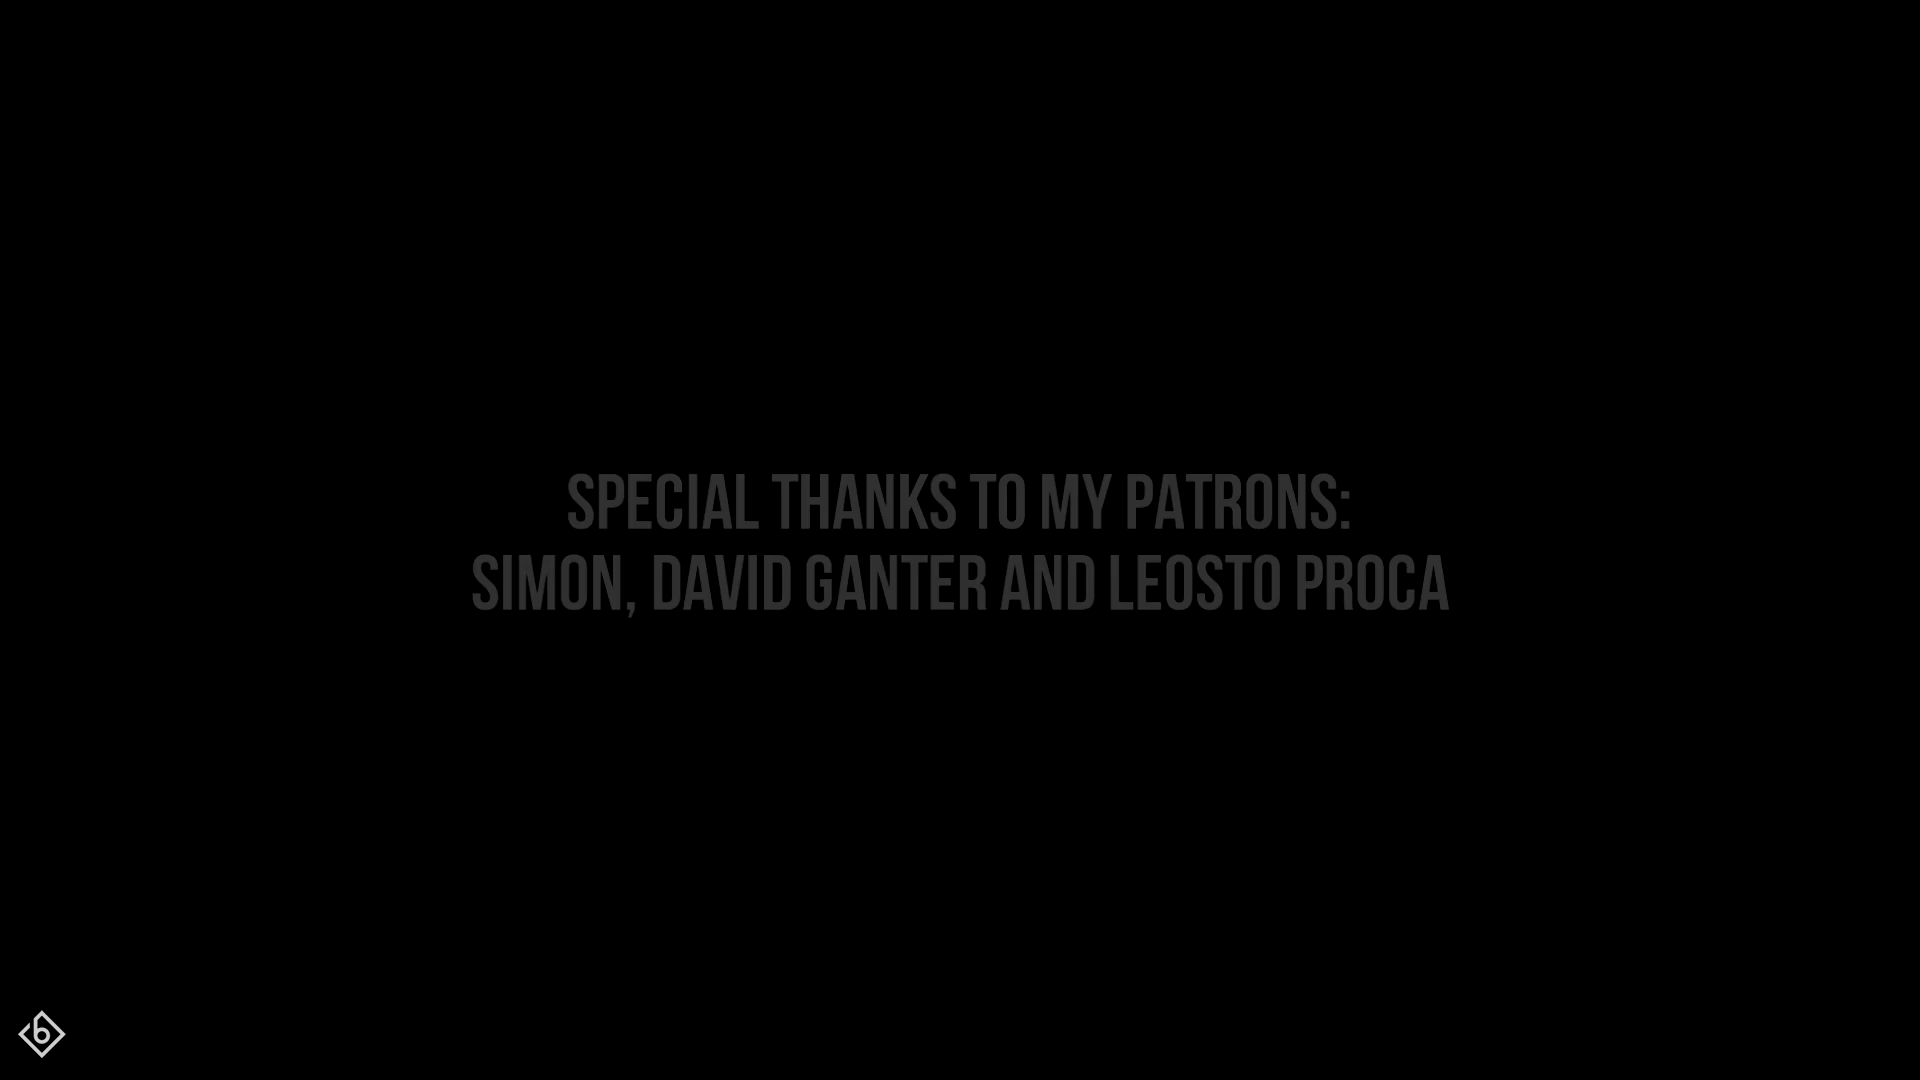 SPECIAL THANKS TO MY PATRONS:
SIMON, DAVID GANTER AND LEOSTO PROCA